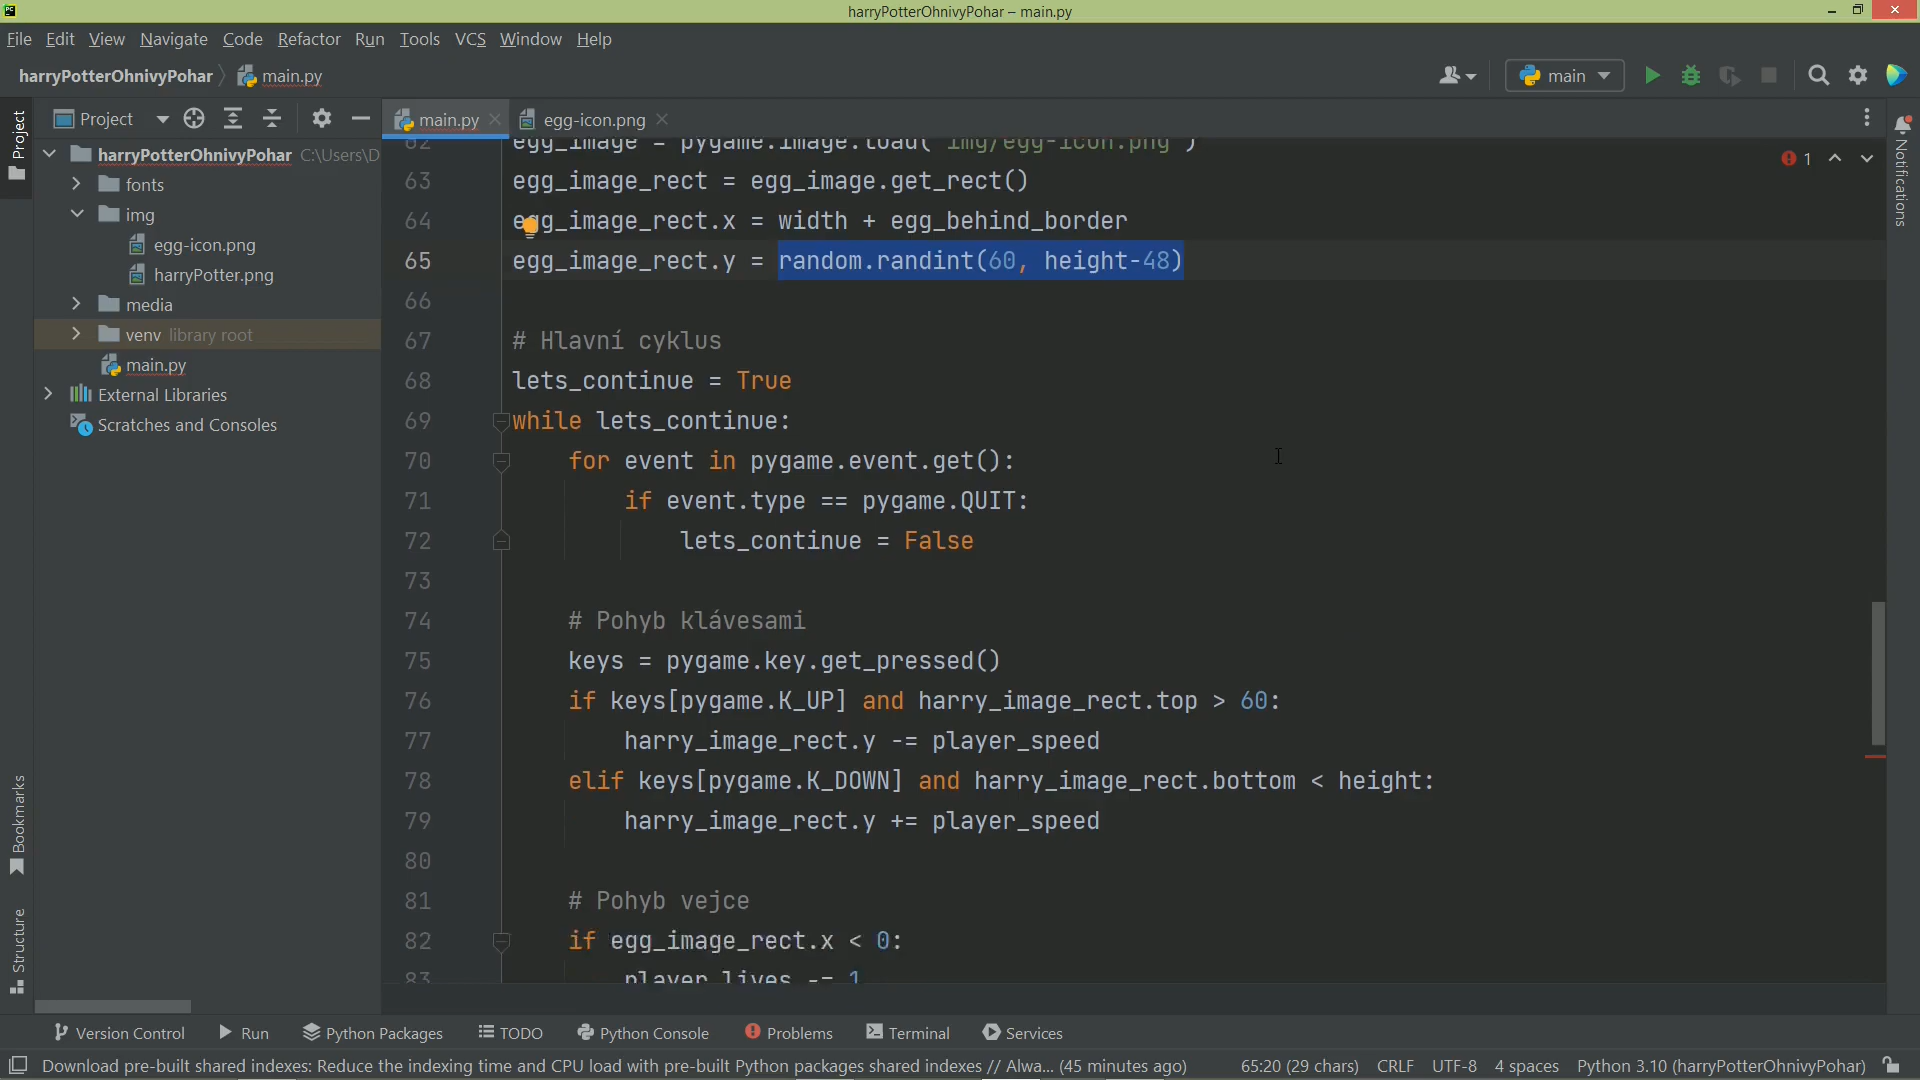 harryPotterOhnivyPohar – main.py
File Edit View Navigate Code Refactor Run Tools VCS Window Help
harryPotterOhnivyPohar main.py
main
Project
main.py
egg-icon.png
Project
harryPotterOhnivyPohar C:\Users\D
fonts
img
egg-icon.png
harryPotter.png
media
venv library root
main.py
External Libraries
Scratches and Consoles
Bookmarks
Structure
Notifications
1
62 egg_image = pygame.image.load("img/egg-icon.png")
63 egg_image_rect = egg_image.get_rect()
64 egg_image_rect.x = width + egg_behind_border
65 egg_image_rect.y = random.randint(60, height-48)
66
67 # Hlavní cyklus
68 lets_continue = True
69 while lets_continue:
70 for event in pygame.event.get():
71 if event.type == pygame.QUIT:
72 lets_continue = False
73
74 # Pohyb klávesami
75 keys = pygame.key.get_pressed()
76 if keys[pygame.K_UP] and harry_image_rect.top > 60:
77 harry_image_rect.y -= player_speed
78 elif keys[pygame.K_DOWN] and harry_image_rect.bottom < height:
79 harry_image_rect.y += player_speed
80
81 # Pohyb vejce
82 if egg_image_rect.x < 0:
83 player_lives -= 1
Version Control Run Python Packages TODO Python Console Problems Terminal Services
Download pre-built shared indexes: Reduce the indexing time and CPU load with pre-built Python packages shared indexes // Alwa... (45 minutes ago) 65:20 (29 chars) CRLF UTF-8 4 spaces Python 3.10 (harryPotterOhnivyPohar)